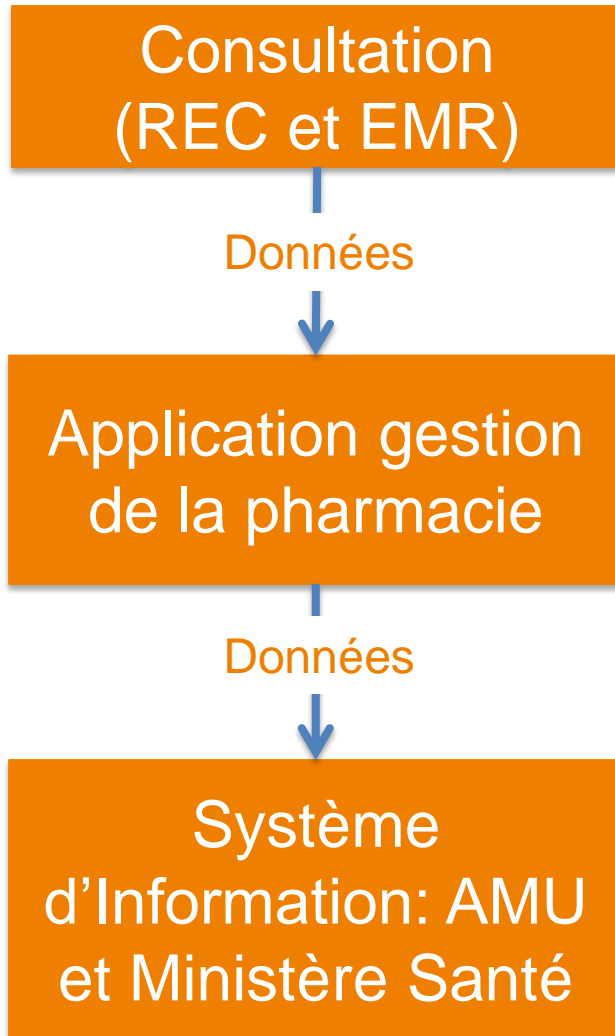 Consultation
(REC et EMR)
Données
Application gestion
de la pharmacie
Données
Système
d’Information: AMU
et Ministère Santé